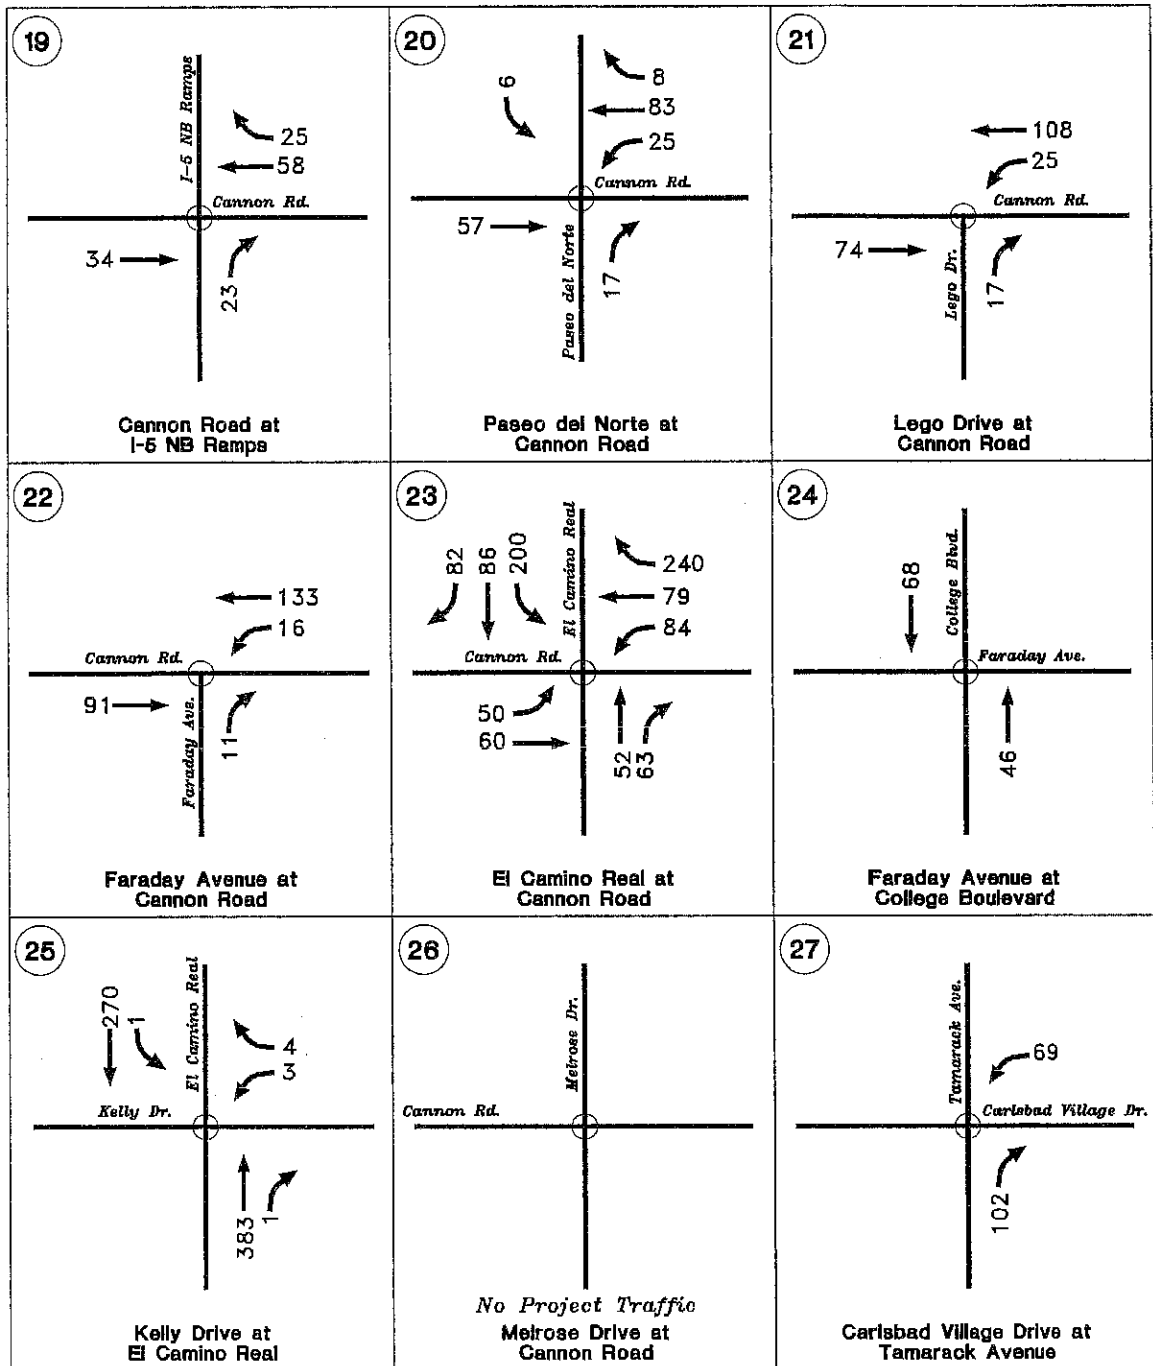 19
I-5 NB Ramps
25
58
Cannon Rd.
34
23
Cannon Road at
I-5 NB Ramps
20
6
8
83
25
Cannon Rd.
57
Paseo del Norte
17
Paseo del Norte at
Cannon Road
21
108
25
Cannon Rd.
74
Lego Dr.
17
Lego Drive at
Cannon Road
22
133
16
Cannon Rd.
91
Faraday Ave.
11
Faraday Avenue at
Cannon Road
23
82
86
200
El Camino Real
240
79
84
Cannon Rd.
50
60
52
63
El Camino Real at
Cannon Road
24
68
College Blvd.
Faraday Ave.
46
Faraday Avenue at
College Boulevard
25
270
1
El Camino Real
4
3
Kelly Dr.
383
1
Kelly Drive at
El Camino Real
26
Melrose Dr.
Cannon Rd.
No Project Traffic
Melrose Drive at
Cannon Road
27
Tamarack Ave.
69
Carlsbad Village Dr.
102
Carlsbad Village Drive at
Tamarack Avenue